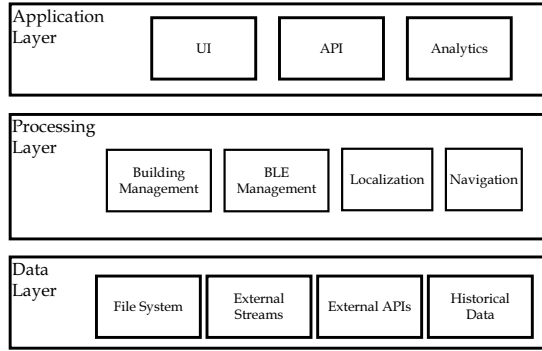 Application
Layer
UI
API
Analytics
Processing
Layer
Building
Management
BLE
Management
Localization
Navigation
Data
Layer
File System
External
Streams
External APIs
Historical
Data